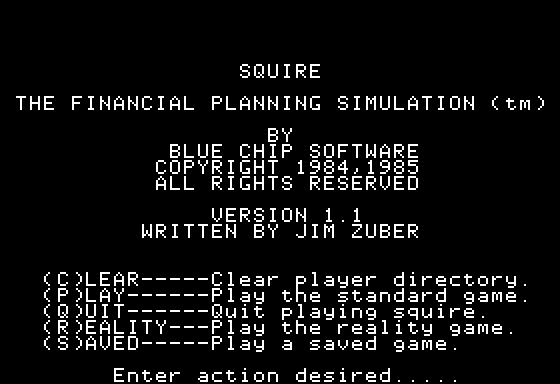 SQUIRE
THE FINANCIAL PLANNING SIMULATION (tm)
BY
BLUE CHIP SOFTWARE
COPYRIGHT 1984,1985
ALL RIGHTS RESERVED
VERSION 1.1
WRITTEN BY JIM ZUBER
(C)LEAR-----Clear player directory.
(P)LAY------Play the standard game.
(Q)UIT------Quit playing squire.
(R)EALITY---Play the reality game.
(S)AVED-----Play a saved game.
Enter action desired.....